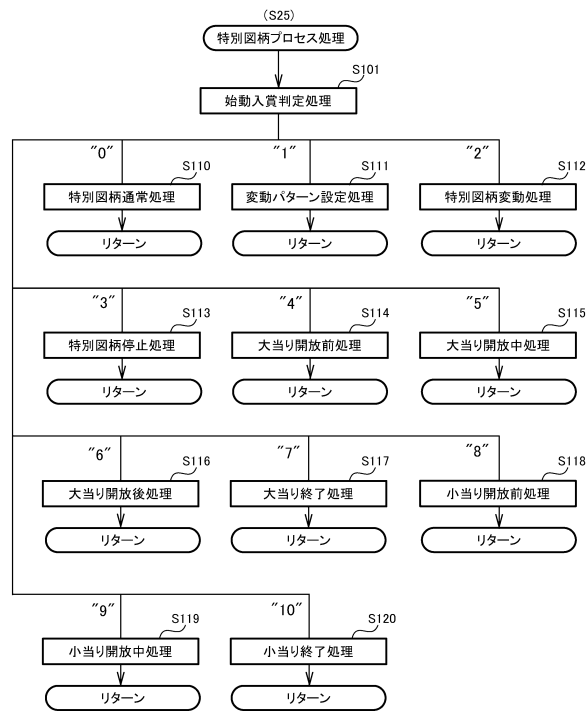 (S25)
特別図柄プロセス処理
S101
始動入賞判定処理
"0"
"1"
"2"
S110
S111
S112
特別図柄通常処理
変動パターン設定処理
特別図柄変動処理
リターン
リターン
リターン
"3"
"4"
"5"
S113
S114
S115
特別図柄停止処理
大当り開放前処理
大当り開放中処理
リターン
リターン
リターン
"6"
"7"
"8"
S116
S117
S118
大当り開放後処理
大当り終了処理
小当り開放前処理
リターン
リターン
リターン
"9"
"10"
S119
S120
小当り開放中処理
小当り終了処理
リターン
リターン